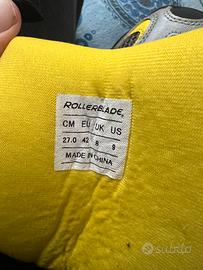 ROLLERBLADE.
CM EU UK US
27.0 42 8 9
MADE IN CHINA
subito